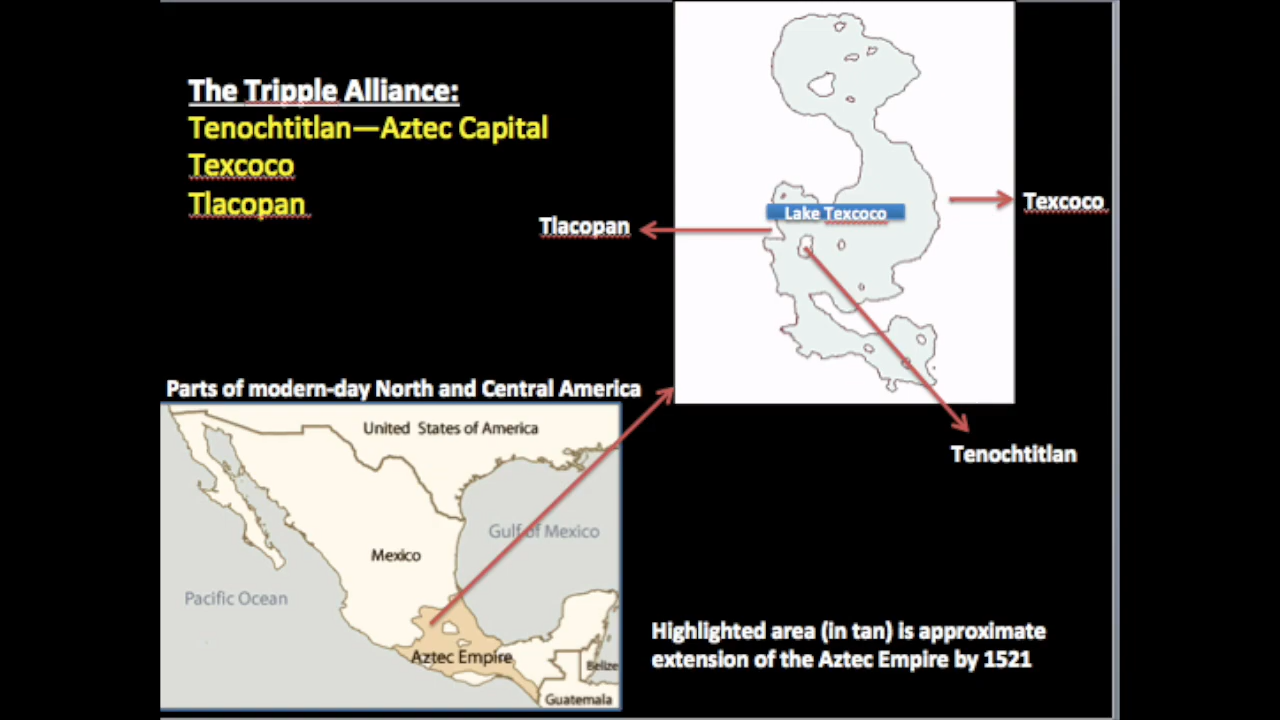 The Tripple Alliance:
Tenochtitlan—Aztec Capital
Texcoco
Tlacopan
Lake Texcoco
Texcoco
Tlacopan
Tenochtitlan
Parts of modern-day North and Central America
United States of America
Gulf of Mexico
Mexico
Pacific Ocean
Aztec Empire
Belize
Guatemala
Highlighted area (in tan) is approximate
extension of the Aztec Empire by 1521